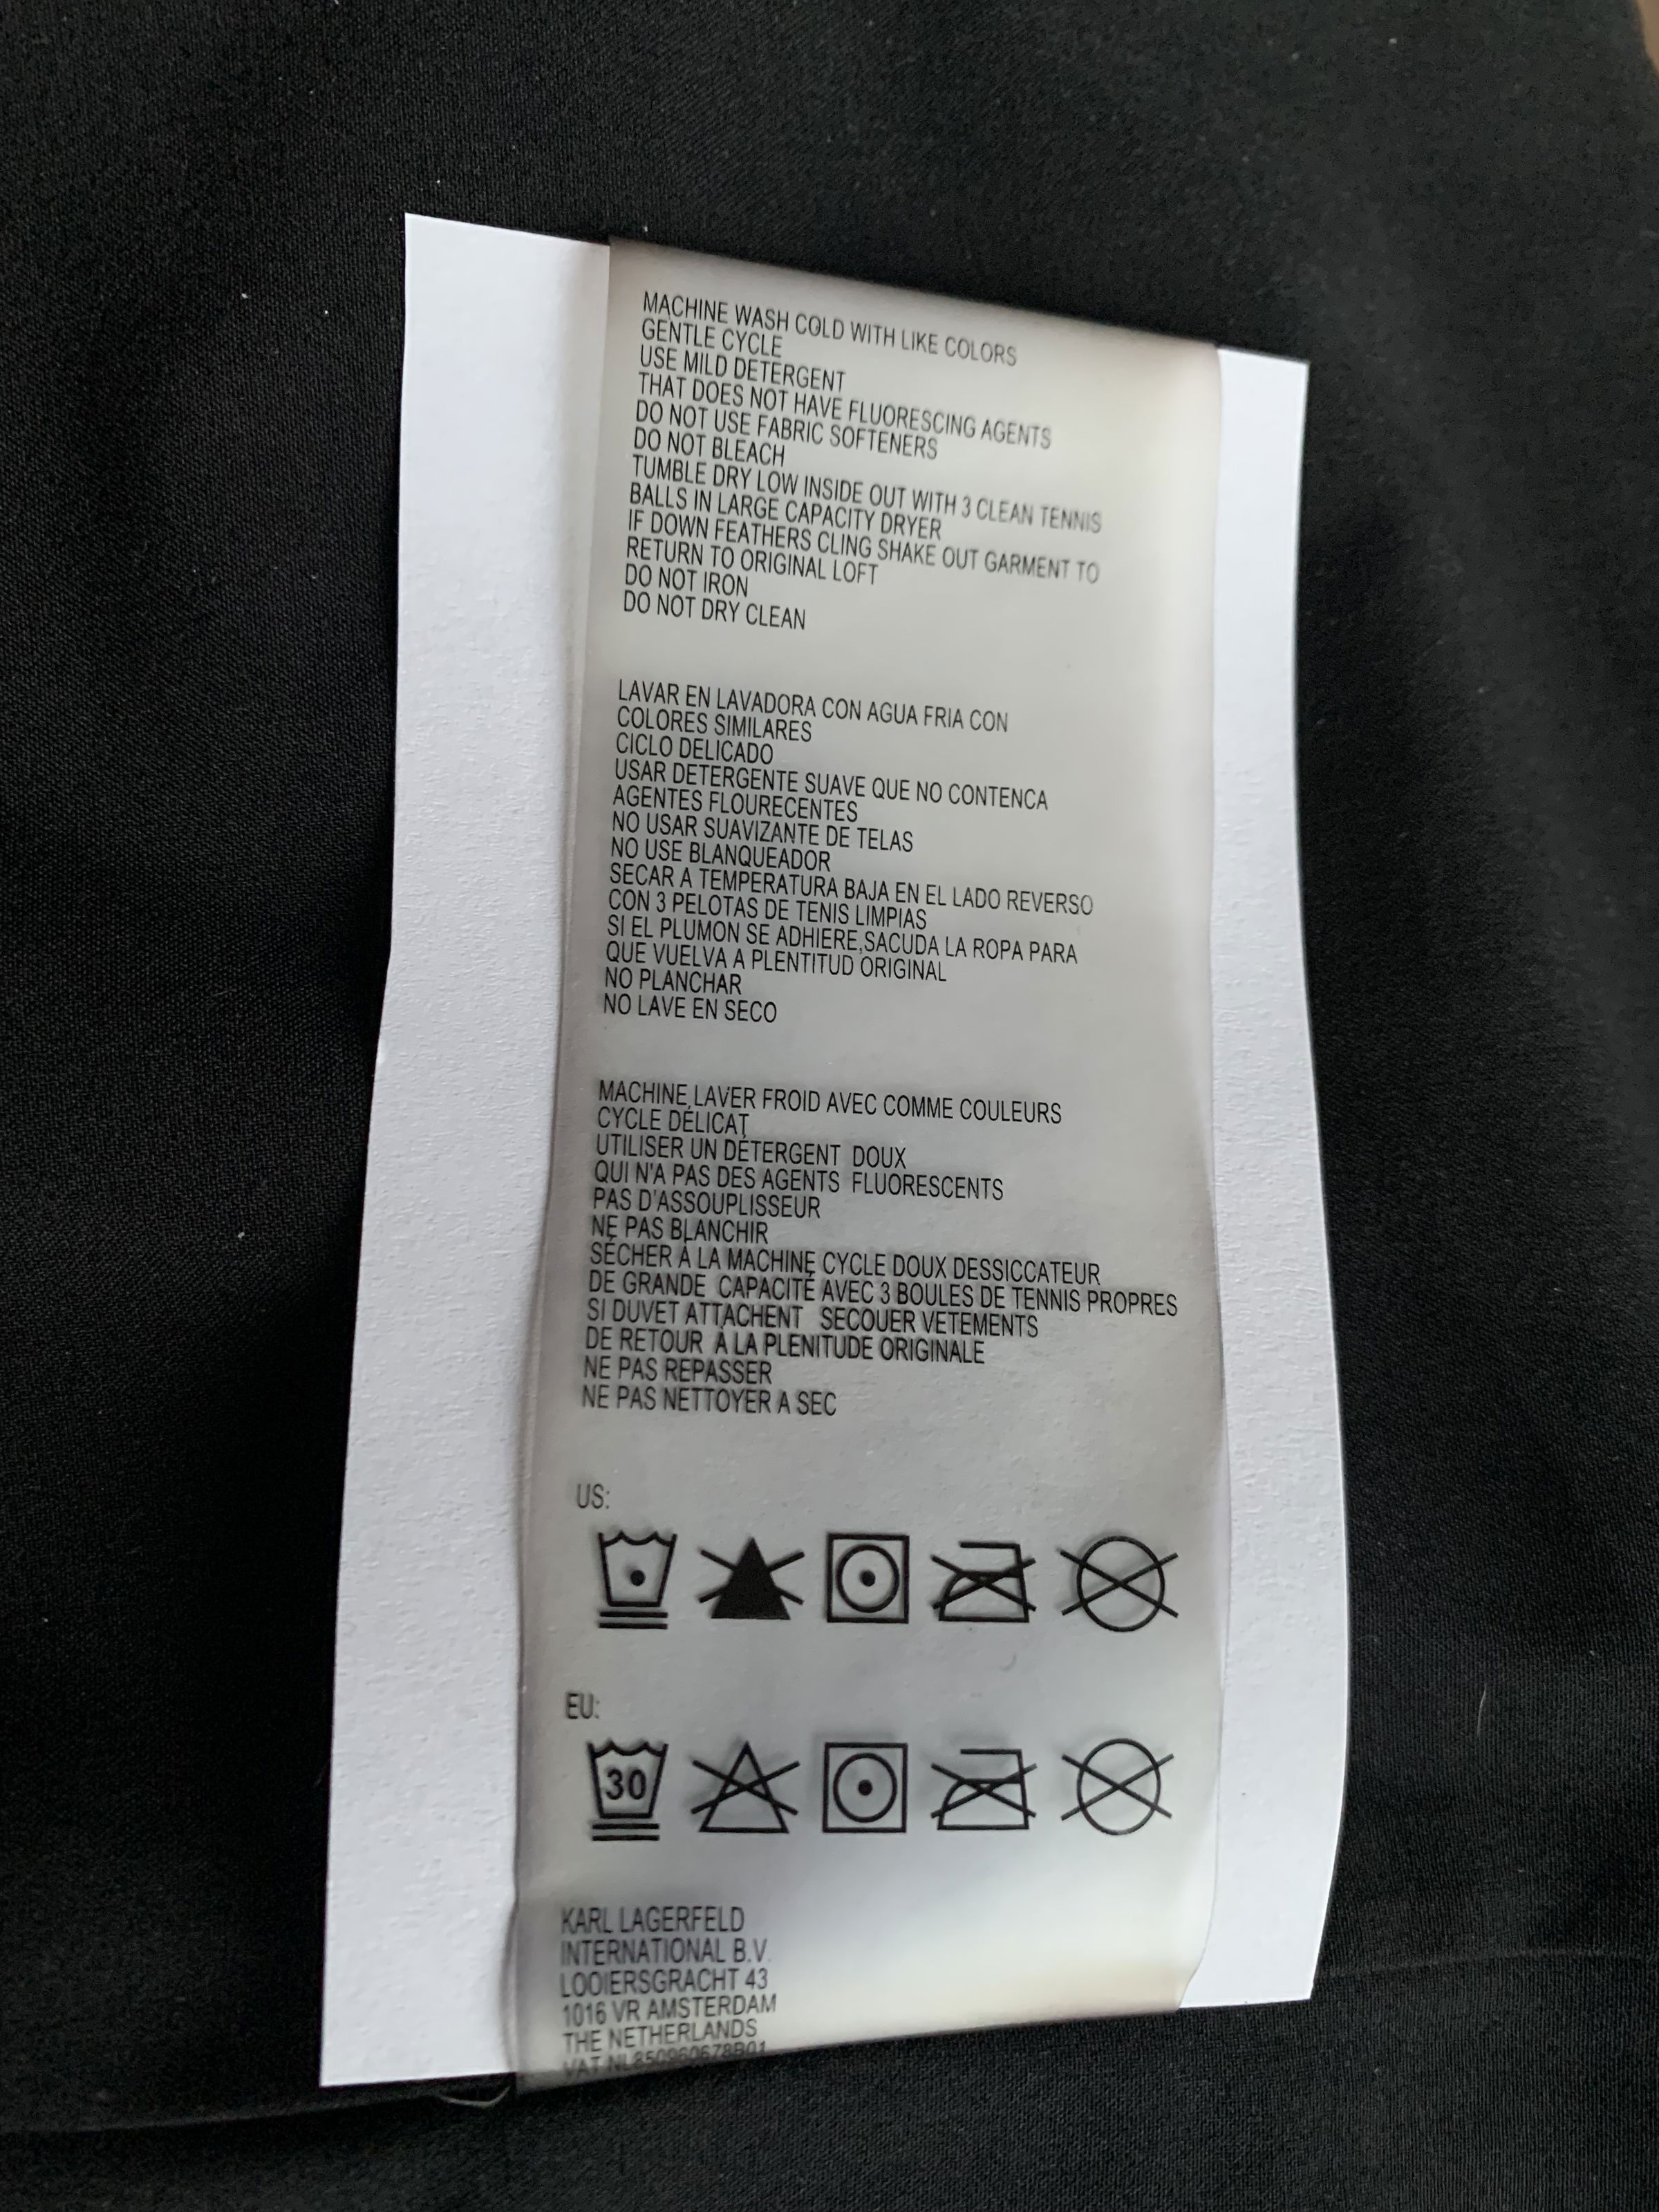 MACHINE WASH COLD WITH LIKE COLORS
GENTLE CYCLE
USE MILD DETERGENT
THAT DOES NOT HAVE FLUORESCING AGENTS
DO NOT USE FABRIC SOFTENERS
DO NOT BLEACH
TUMBLE DRY LOW INSIDE OUT WITH 3 CLEAN TENNIS
BALLS IN LARGE CAPACITY DRYER
IF DOWN FEATHERS CLING SHAKE OUT GARMENT TO
RETURN TO ORIGINAL LOFT
DO NOT IRON
DO NOT DRY CLEAN
LAVAR EN LAVADORA CON AGUA FRIA CON
COLORES SIMILARES
CICLO DELICADO
USAR DETERGENTE SUAVE QUE NO CONTENCA
AGENTES FLOURECENTES
NO USAR SUAVIZANTE DE TELAS
NO USE BLANQUEADOR
SECAR A TEMPERATURA BAJA EN EL LADO REVERSO
CON 3 PELOTAS DE TENIS LIMPIAS
SI EL PLUMON SE ADHIERE,SACUDA LA ROPA PARA
QUE VUELVA A PLENTITUD ORIGINAL
NO PLANCHAR
NO LAVE EN SECO
MACHINE LAVER FROID AVEC COMME COULEURS
CYCLE DÉLICAT
UTILISER UN DÉTERGENT DOUX
QUI N'A PAS DES AGENTS FLUORESCENTS
PAS D'ASSOUPLISSEUR
NE PAS BLANCHIR
SÉCHER À LA MACHINE CYCLE DOUX DESSICCATEUR
DE GRANDE CAPACITÉ AVEC 3 BOULES DE TENNIS PROPRES
SI DUVET ATTACHENT SECOUER VETEMENTS
DE RETOUR À LA PLENITUDE ORIGINALE
NE PAS REPASSER
NE PAS NETTOYER A SEC
US:
EU:
30
KARL LAGERFELD
INTERNATIONAL B.V.
LOOIERSGRACHT 43
1016 VR AMSTERDAM
THE NETHERLANDS
VAT NL850960678B01